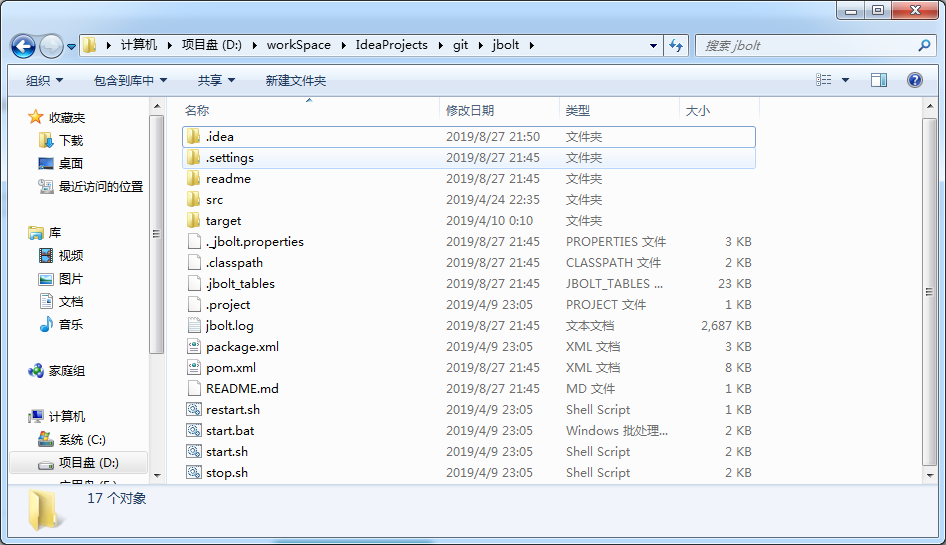 计算机 项目盘 (D:) workSpace IdeaProjects git jbolt 搜索 jbolt
组织 包含到库中 共享 新建文件夹
收藏夹
下载
桌面
最近访问的位置
库
视频
图片
文档
音乐
家庭组
计算机
系统 (C:)
项目盘 (D:)
名称 修改日期 类型 大小
.idea 2019/8/27 21:50 文件夹
.settings 2019/8/27 21:45 文件夹
readme 2019/8/27 21:45 文件夹
src 2019/4/24 22:35 文件夹
target 2019/4/10 0:10 文件夹
._jbolt.properties 2019/8/27 21:45 PROPERTIES 文件 3 KB
.classpath 2019/8/27 21:45 CLASSPATH 文件 2 KB
.jbolt_tables 2019/8/27 21:45 JBOLT_TABLES ... 23 KB
.project 2019/4/9 23:05 PROJECT 文件 1 KB
jbolt.log 2019/8/27 21:45 文本文档 2,687 KB
package.xml 2019/4/9 23:05 XML 文档 3 KB
pom.xml 2019/8/27 21:45 XML 文档 8 KB
README.md 2019/8/27 21:45 MD 文件 1 KB
restart.sh 2019/4/9 23:05 Shell Script 1 KB
start.bat 2019/4/9 23:05 Windows 批处理... 2 KB
start.sh 2019/4/9 23:05 Shell Script 2 KB
stop.sh 2019/4/9 23:05 Shell Script 2 KB
17 个对象